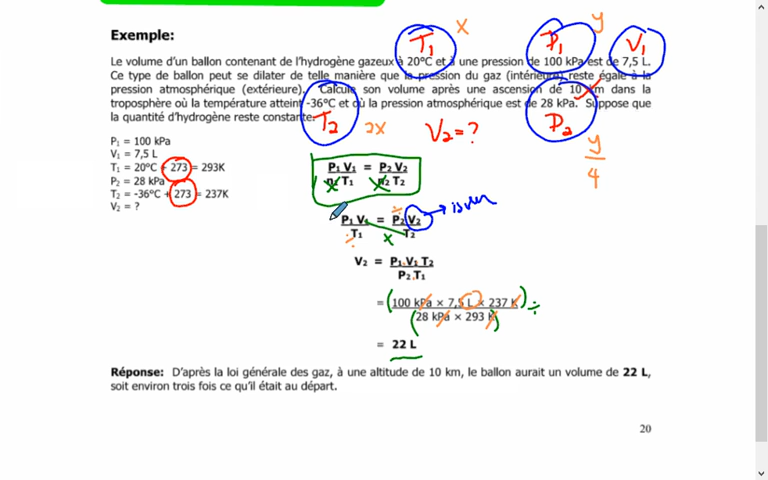 Exemple:
T₁ x P₁ y V₁
Le volume d'un ballon contenant de l'hydrogène gazeux à 20°C et à une pression de 100 kPa est de 7,5 L.
Ce type de ballon peut se dilater de telle manière que la pression du gaz (intérieure) reste égale à la
pression atmosphérique (extérieure). Calcule son volume après une ascension de 10 km dans la
troposphère où la température atteint -36°C et où la pression atmosphérique est de 28 kPa. Suppose que
la quantité d'hydrogène reste constante.
T₂ 2x V₂ = ? P₂ y/4
P₁ = 100 kPa
V₁ = 7,5 L
T₁ = 20°C + 273 = 293K
P₂ = 28 kPa
T₂ = -36°C + 273 = 237K
V₂ = ?
P₁ V₁ = P₂ V₂
n₁ T₁ n₂ T₂
P₁ V₁ = P₂ V₂ → isoler
T₁ T₂
÷ x ÷
V₂ = P₁.V₁.T₂
P₂.T₁
= (100 kPa × 7,5 L × 237 K) ÷
(28 kPa × 293 K)
= 22 L
Réponse: D'après la loi générale des gaz, à une altitude de 10 km, le ballon aurait un volume de 22 L,
soit environ trois fois ce qu'il était au départ.
20